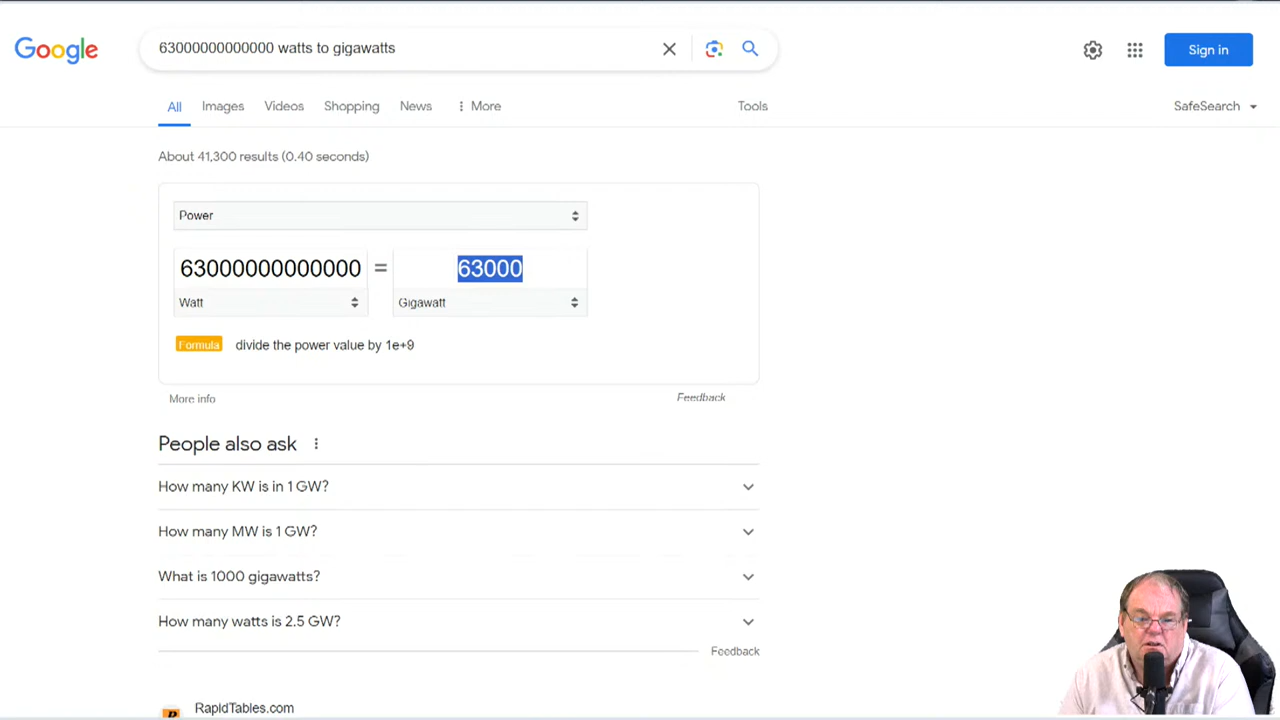 Google
63000000000000 watts to gigawatts
Sign in
All Images Videos Shopping News More Tools SafeSearch
About 41,300 results (0.40 seconds)
Power
63000000000000 = 63000
Watt Gigawatt
Formula divide the power value by 1e+9
More info Feedback
People also ask
How many KW is in 1 GW?
How many MW is 1 GW?
What is 1000 gigawatts?
How many watts is 2.5 GW?
Feedback
RapidTables.com